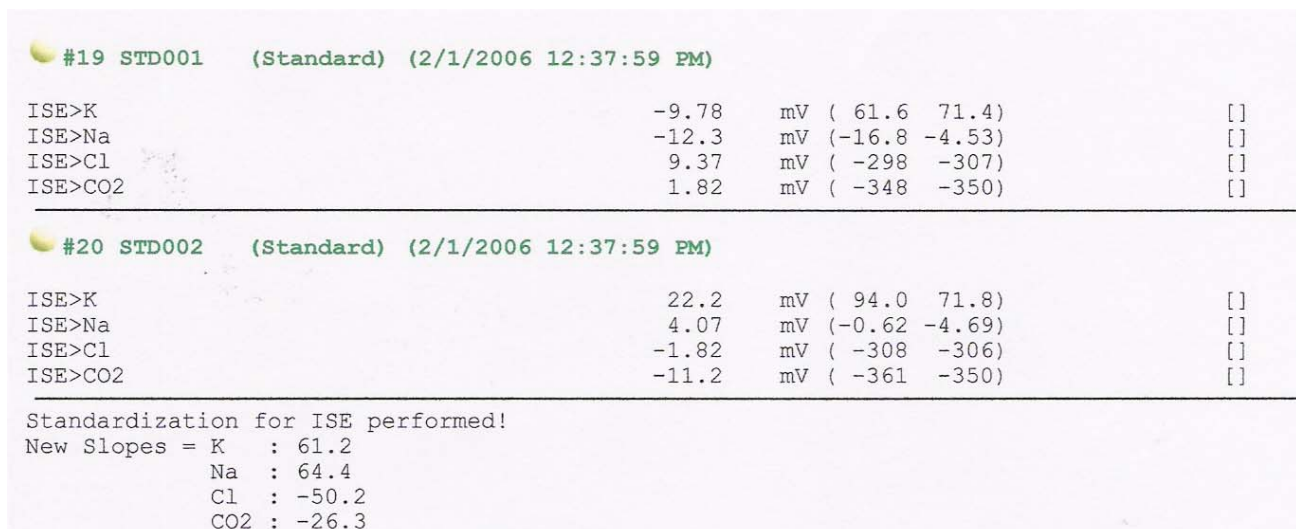 #19 STD001 (Standard) (2/1/2006 12:37:59 PM)
ISE>K -9.78 mV ( 61.6 71.4) []
ISE>Na -12.3 mV (-16.8 -4.53) []
ISE>Cl 9.37 mV ( -298 -307) []
ISE>CO2 1.82 mV ( -348 -350) []
#20 STD002 (Standard) (2/1/2006 12:37:59 PM)
ISE>K 22.2 mV ( 94.0 71.8) []
ISE>Na 4.07 mV (-0.62 -4.69) []
ISE>Cl -1.82 mV ( -308 -306) []
ISE>CO2 -11.2 mV ( -361 -350) []
Standardization for ISE performed!
New Slopes = K : 61.2
Na : 64.4
Cl : -50.2
CO2 : -26.3